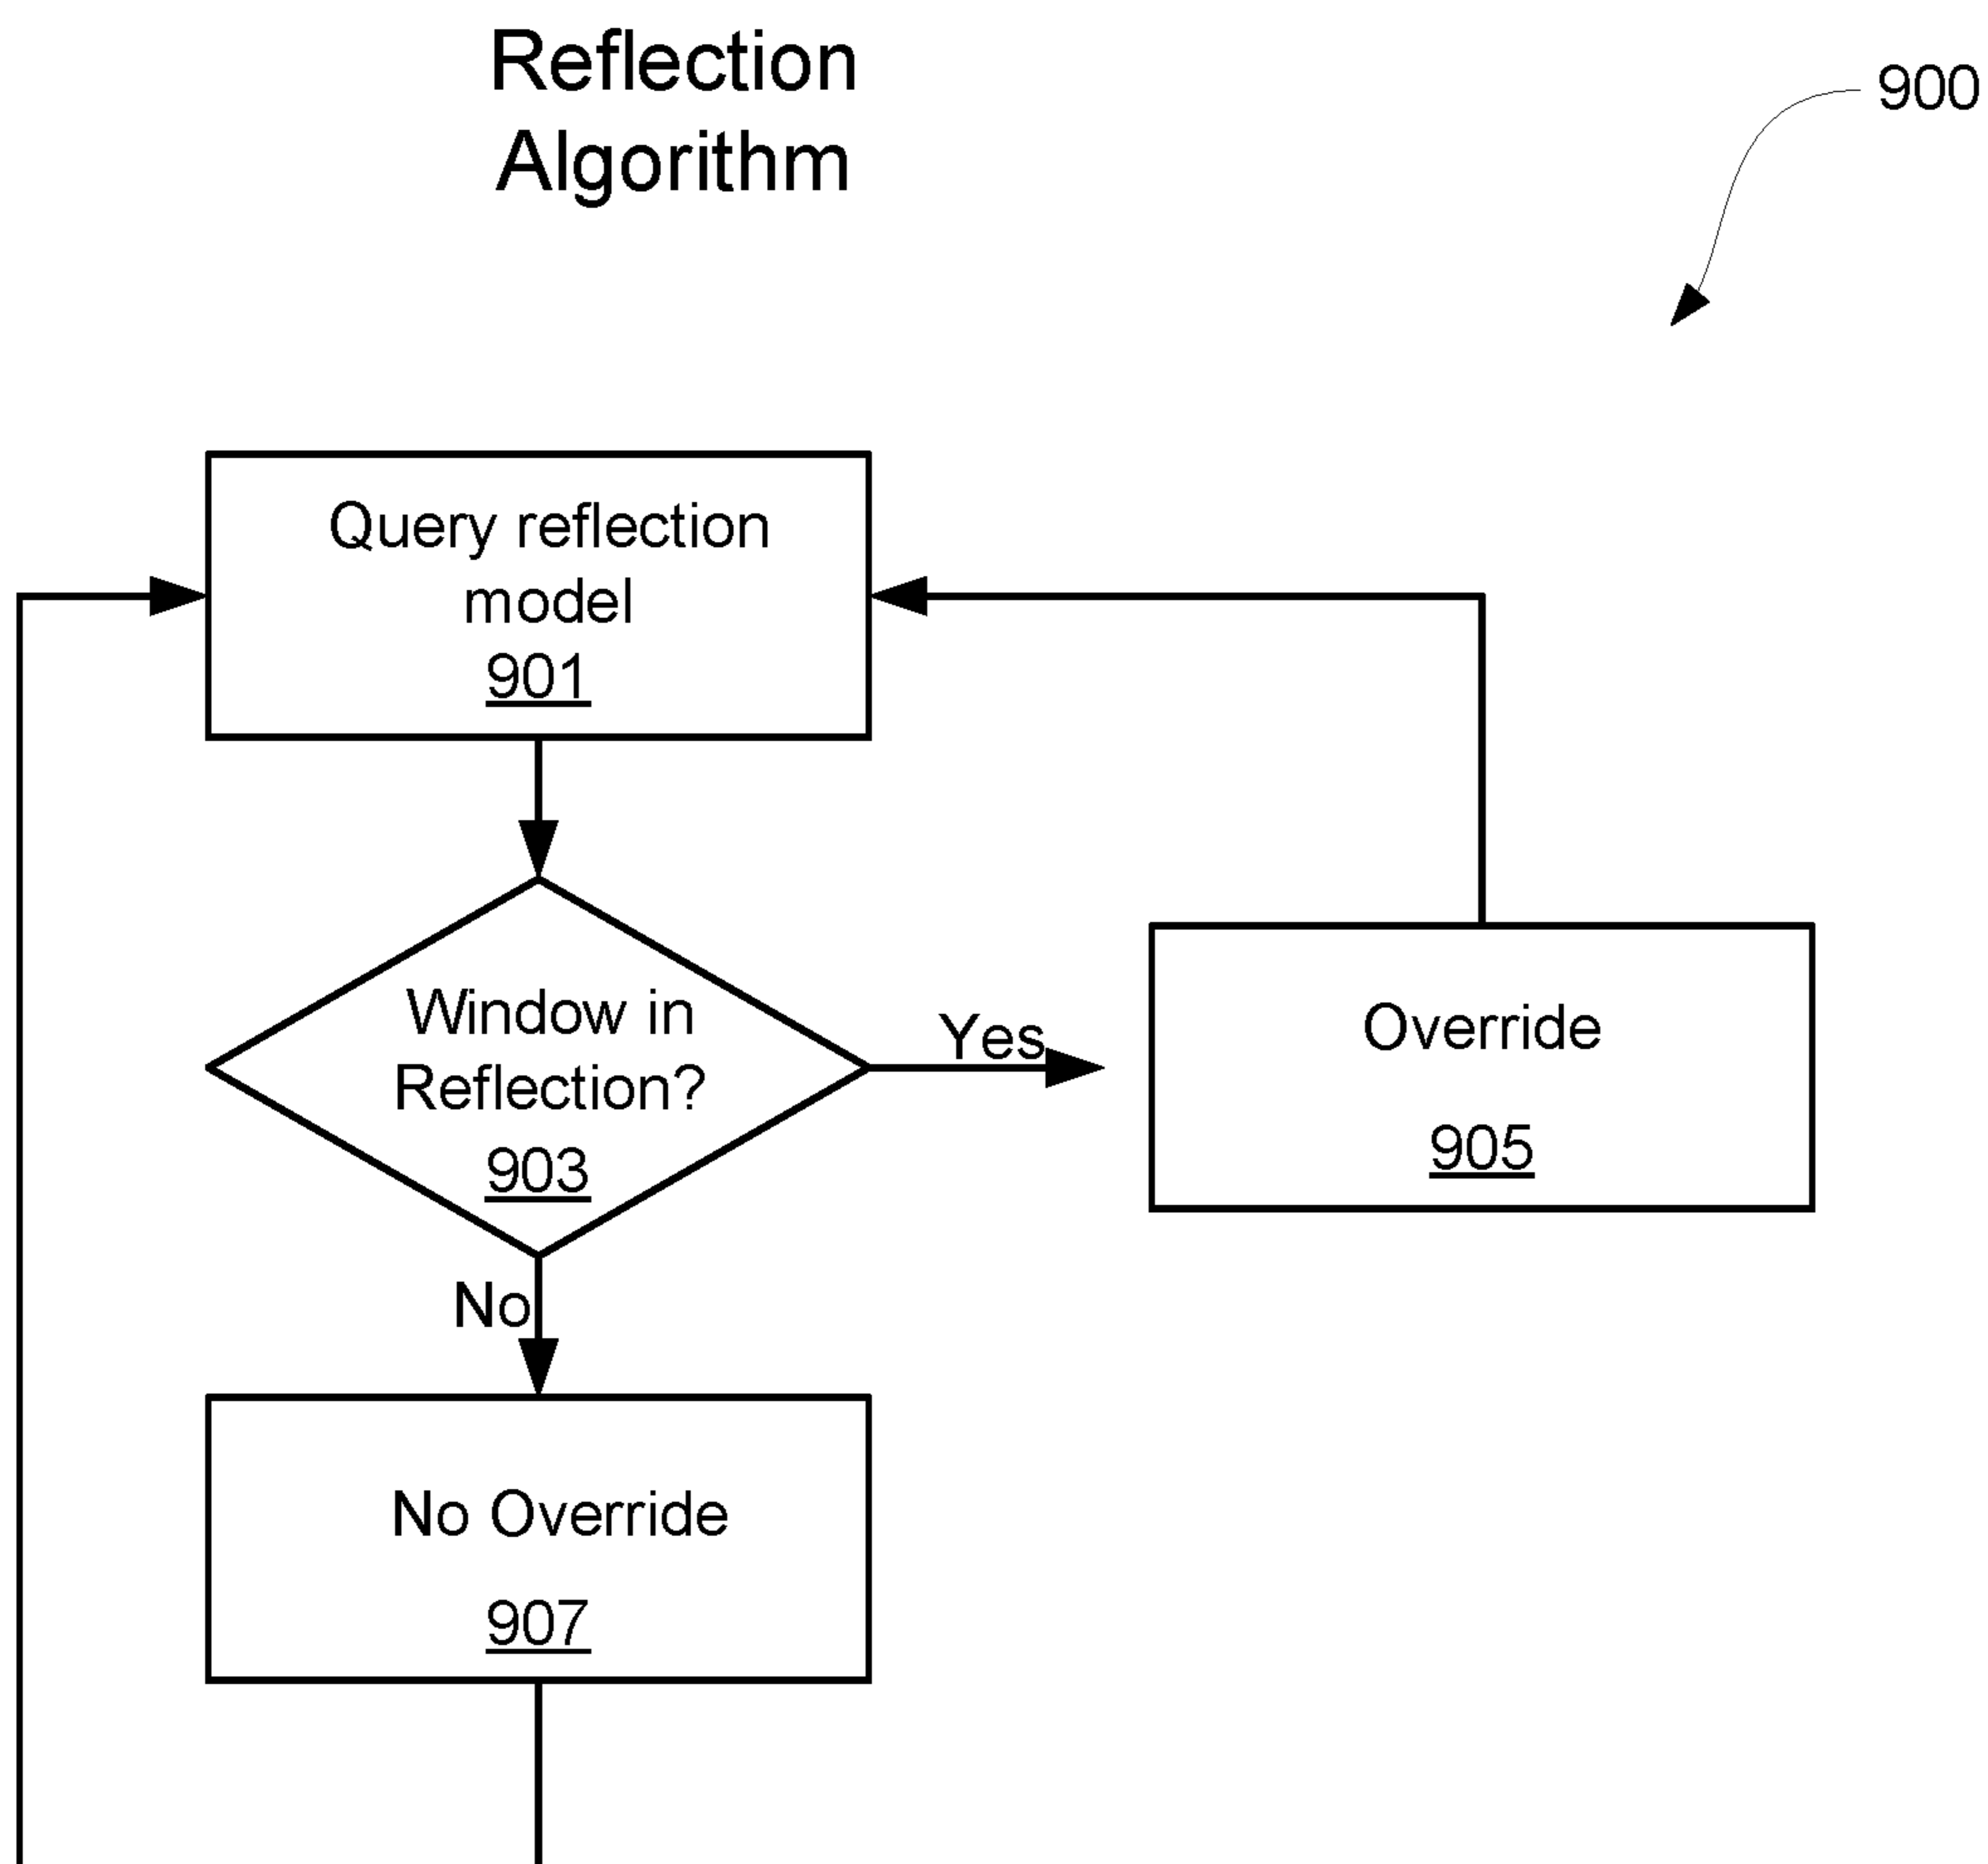 Reflection
Algorithm
900
Query reflection
model
901
Window in
Reflection?
903
Yes
Override
905
No
No Override
907